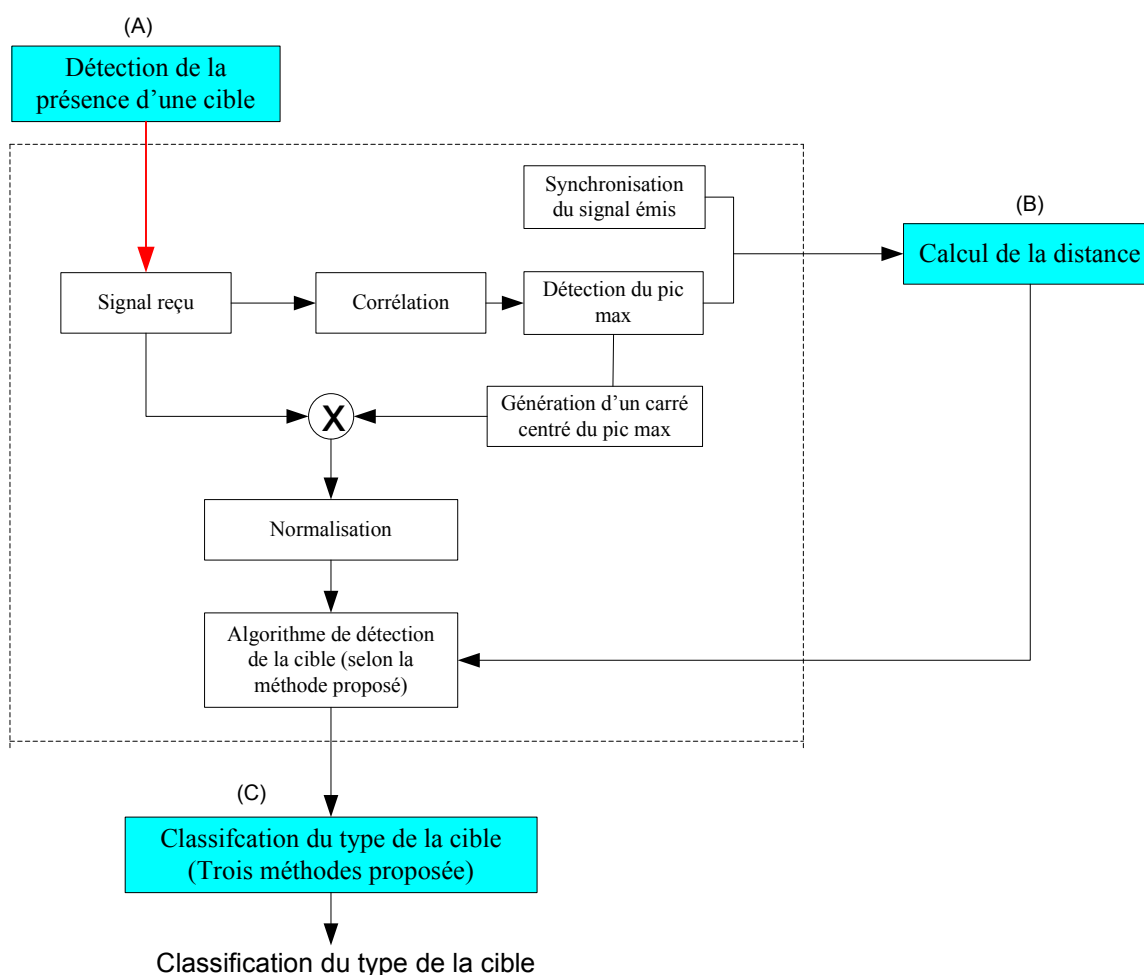 (A)
Détection de la
présence d’une cible
Synchronisation
du signal émis
(B)
Calcul de la distance
Signal reçu
Corrélation
Détection du pic
max
X
Génération d’un carré
centré du pic max
Normalisation
Algorithme de détection
de la cible (selon la
méthode proposé)
(C)
Classifcation du type de la cible
(Trois méthodes proposée)
Classification du type de la cible